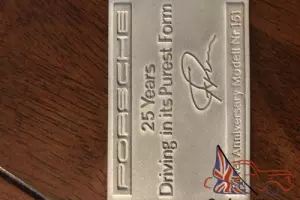 PORSCHE
25 Years
Driving in its Purest Form
Anniversary Modell Nr.151